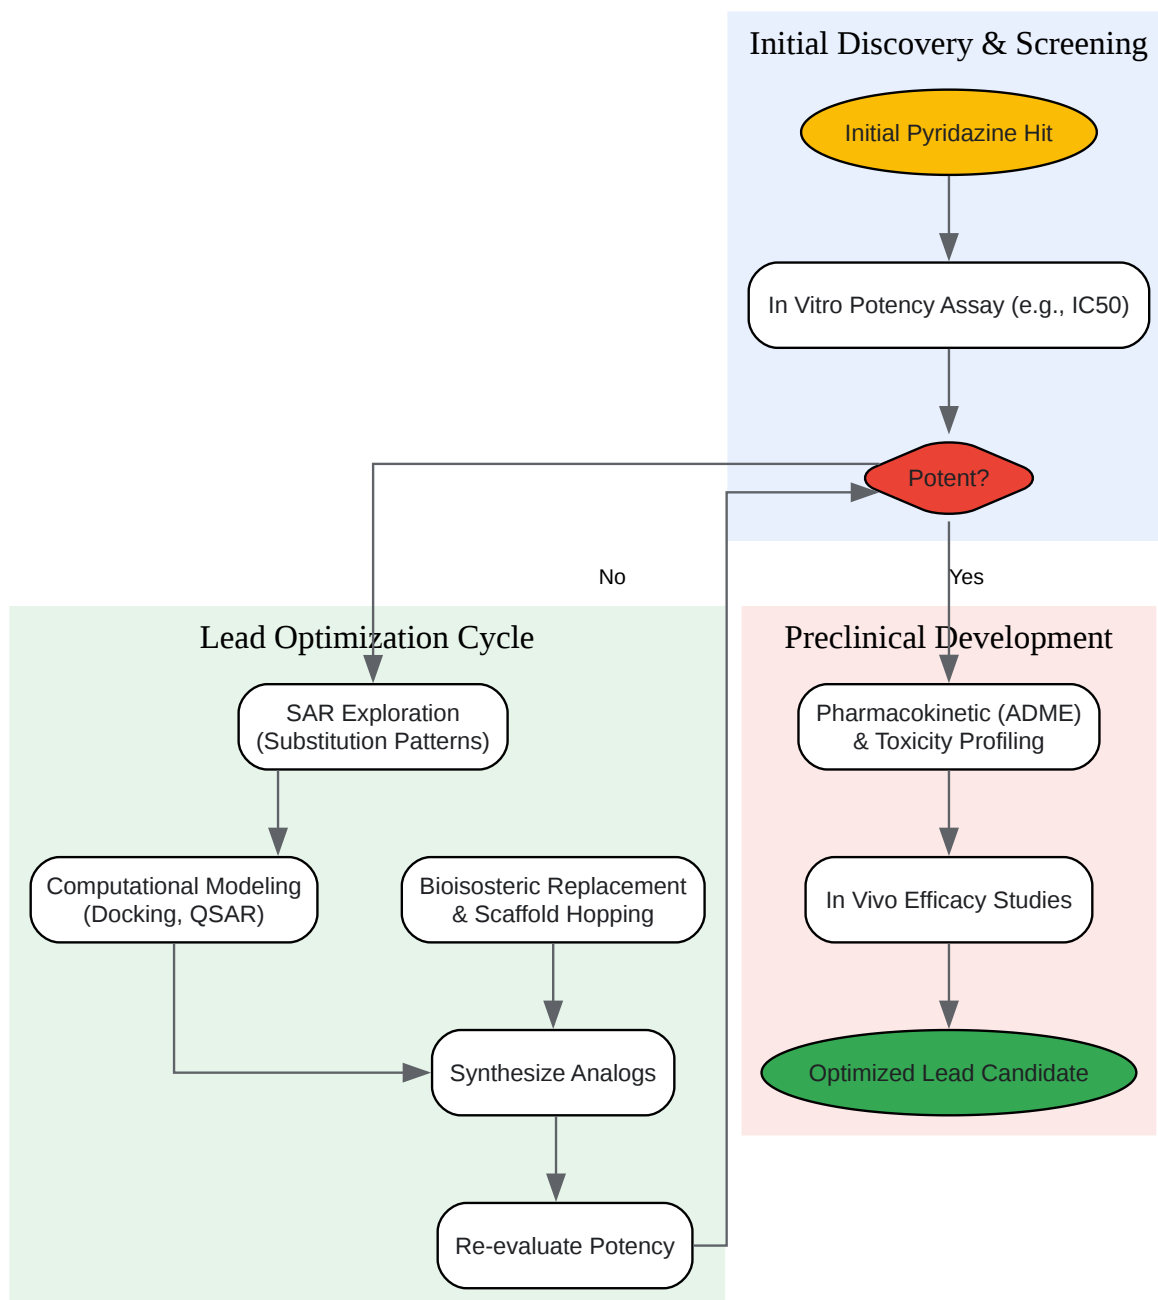 Initial Discovery & Screening
Initial Pyridazine Hit
In Vitro Potency Assay (e.g., IC50)
Potent?
No
Yes
Lead Optimization Cycle
SAR Exploration
(Substitution Patterns)
Computational Modeling
(Docking, QSAR)
Bioisosteric Replacement
& Scaffold Hopping
Synthesize Analogs
Re-evaluate Potency
Preclinical Development
Pharmacokinetic (ADME)
& Toxicity Profiling
In Vivo Efficacy Studies
Optimized Lead Candidate